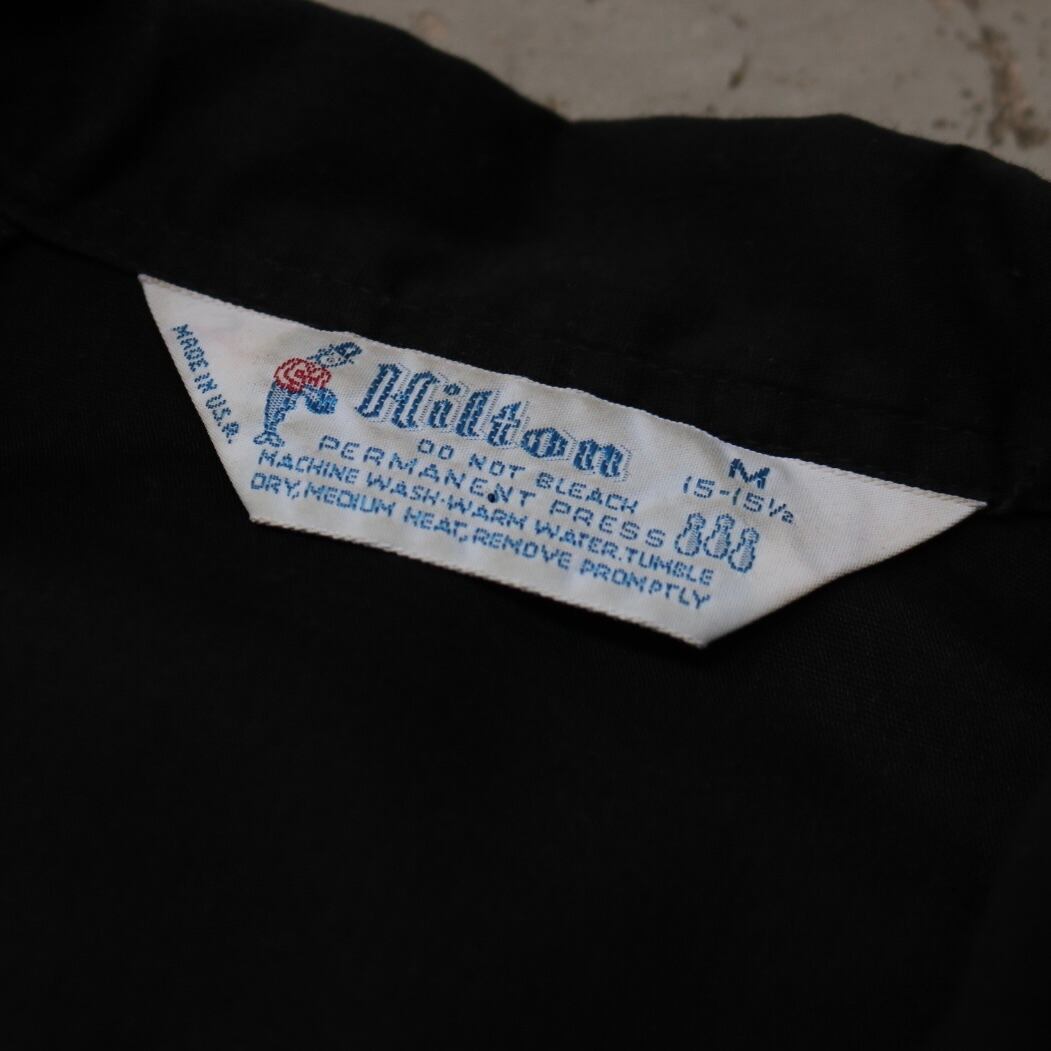 MADE IN U.S.A.
Hilton
M
15-15½
DO NOT BLEACH
PERMANENT PRESS
MACHINE WASH-WARM WATER.TUMBLE
DRY, MEDIUM HEAT, REMOVE PROMPTLY